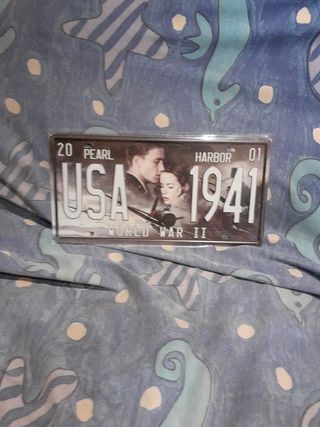 20 PEARL HARBOR 01
USA 1941
WORLD WAR II